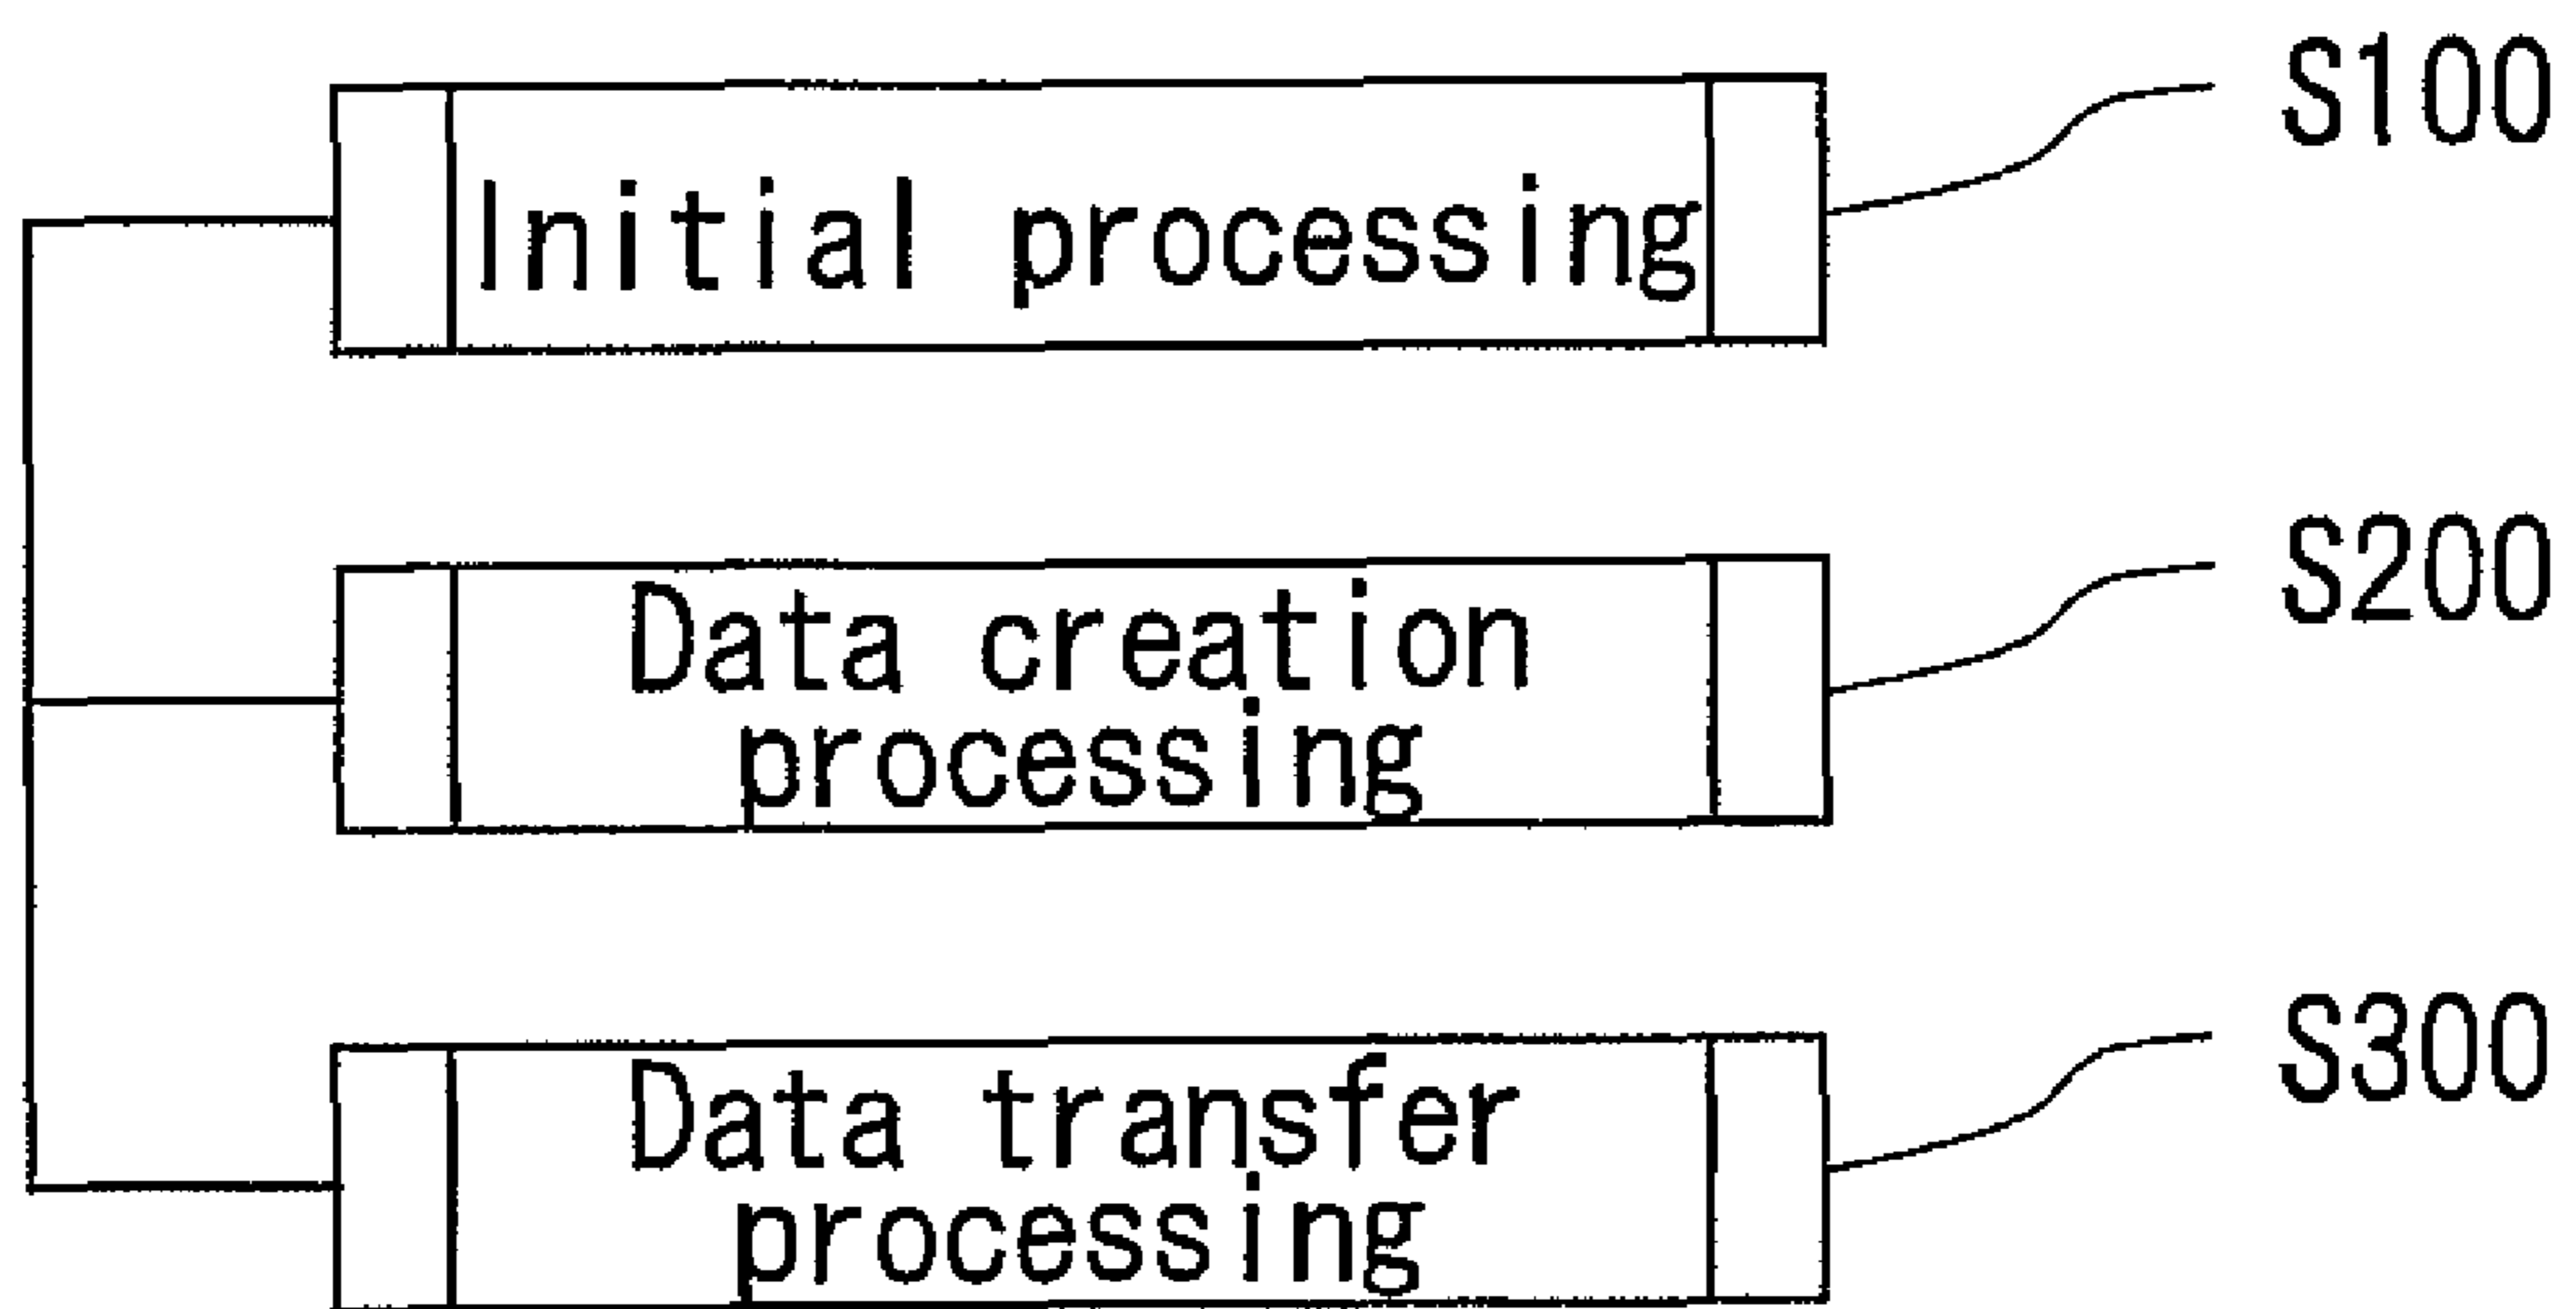 S100
Initial processing
S200
Data creation
processing
S300
Data transfer
processing